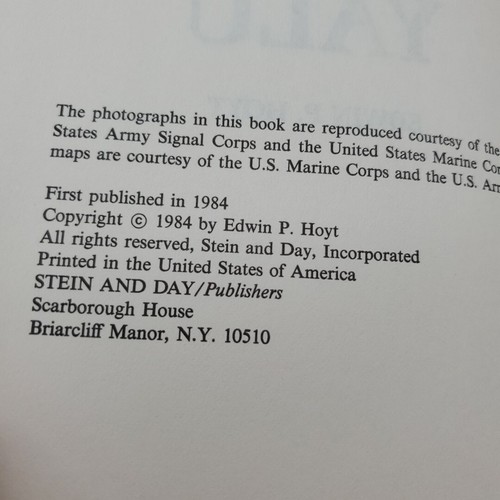 The photographs in this book are reproduced courtesy of the
States Army Signal Corps and the United States Marine Cor
maps are courtesy of the U.S. Marine Corps and the U.S. Ar
First published in 1984
Copyright © 1984 by Edwin P. Hoyt
All rights reserved, Stein and Day, Incorporated
Printed in the United States of America
STEIN AND DAY/Publishers
Scarborough House
Briarcliff Manor, N.Y. 10510